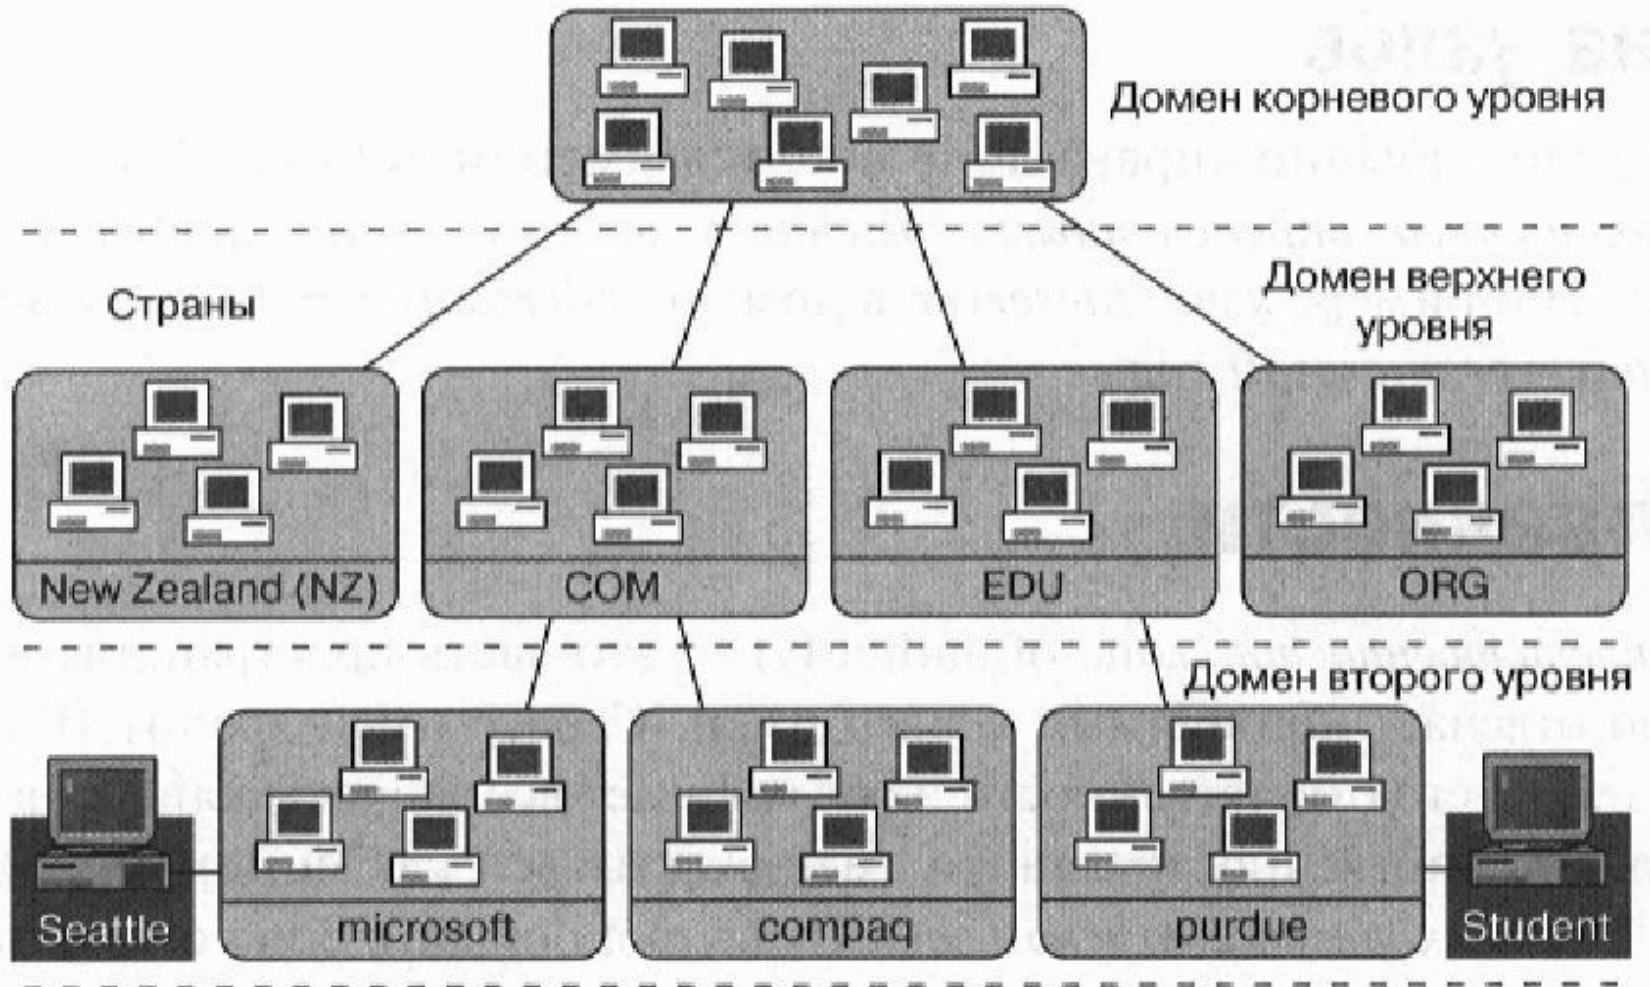 Домен корневого уровня
Страны
Домен верхнего
уровня
New Zealand (NZ)
COM
EDU
ORG
Домен второго уровня
Seattle
microsoft
compaq
purdue
Student